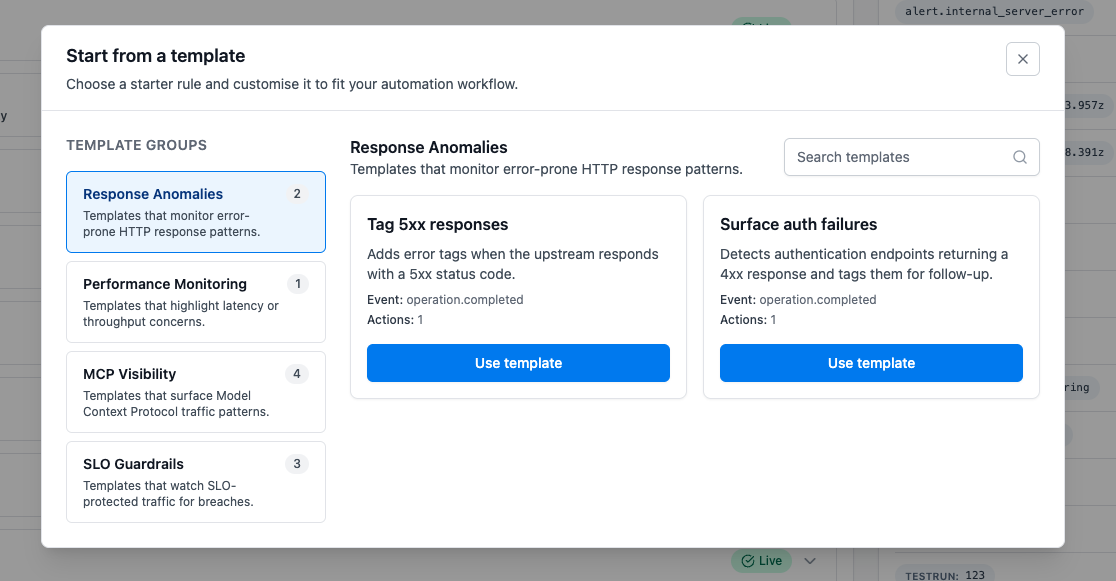 alert.internal_server_error
Start from a template
Choose a starter rule and customise it to fit your automation workflow.
3.957z
y
TEMPLATE GROUPS
Response Anomalies
2
Templates that monitor error-
prone HTTP response patterns.
Performance Monitoring
1
Templates that highlight latency or
throughput concerns.
MCP Visibility
4
Templates that surface Model
Context Protocol traffic patterns.
SLO Guardrails
3
Templates that watch SLO-
protected traffic for breaches.
Response Anomalies
Templates that monitor error-prone HTTP response patterns.
Search templates
8.391z
Tag 5xx responses
Adds error tags when the upstream responds
with a 5xx status code.
Event: operation.completed
Actions: 1
Use template
Surface auth failures
Detects authentication endpoints returning a
4xx response and tags them for follow-up.
Event: operation.completed
Actions: 1
Use template
ring
Live
TESTRUN: 123